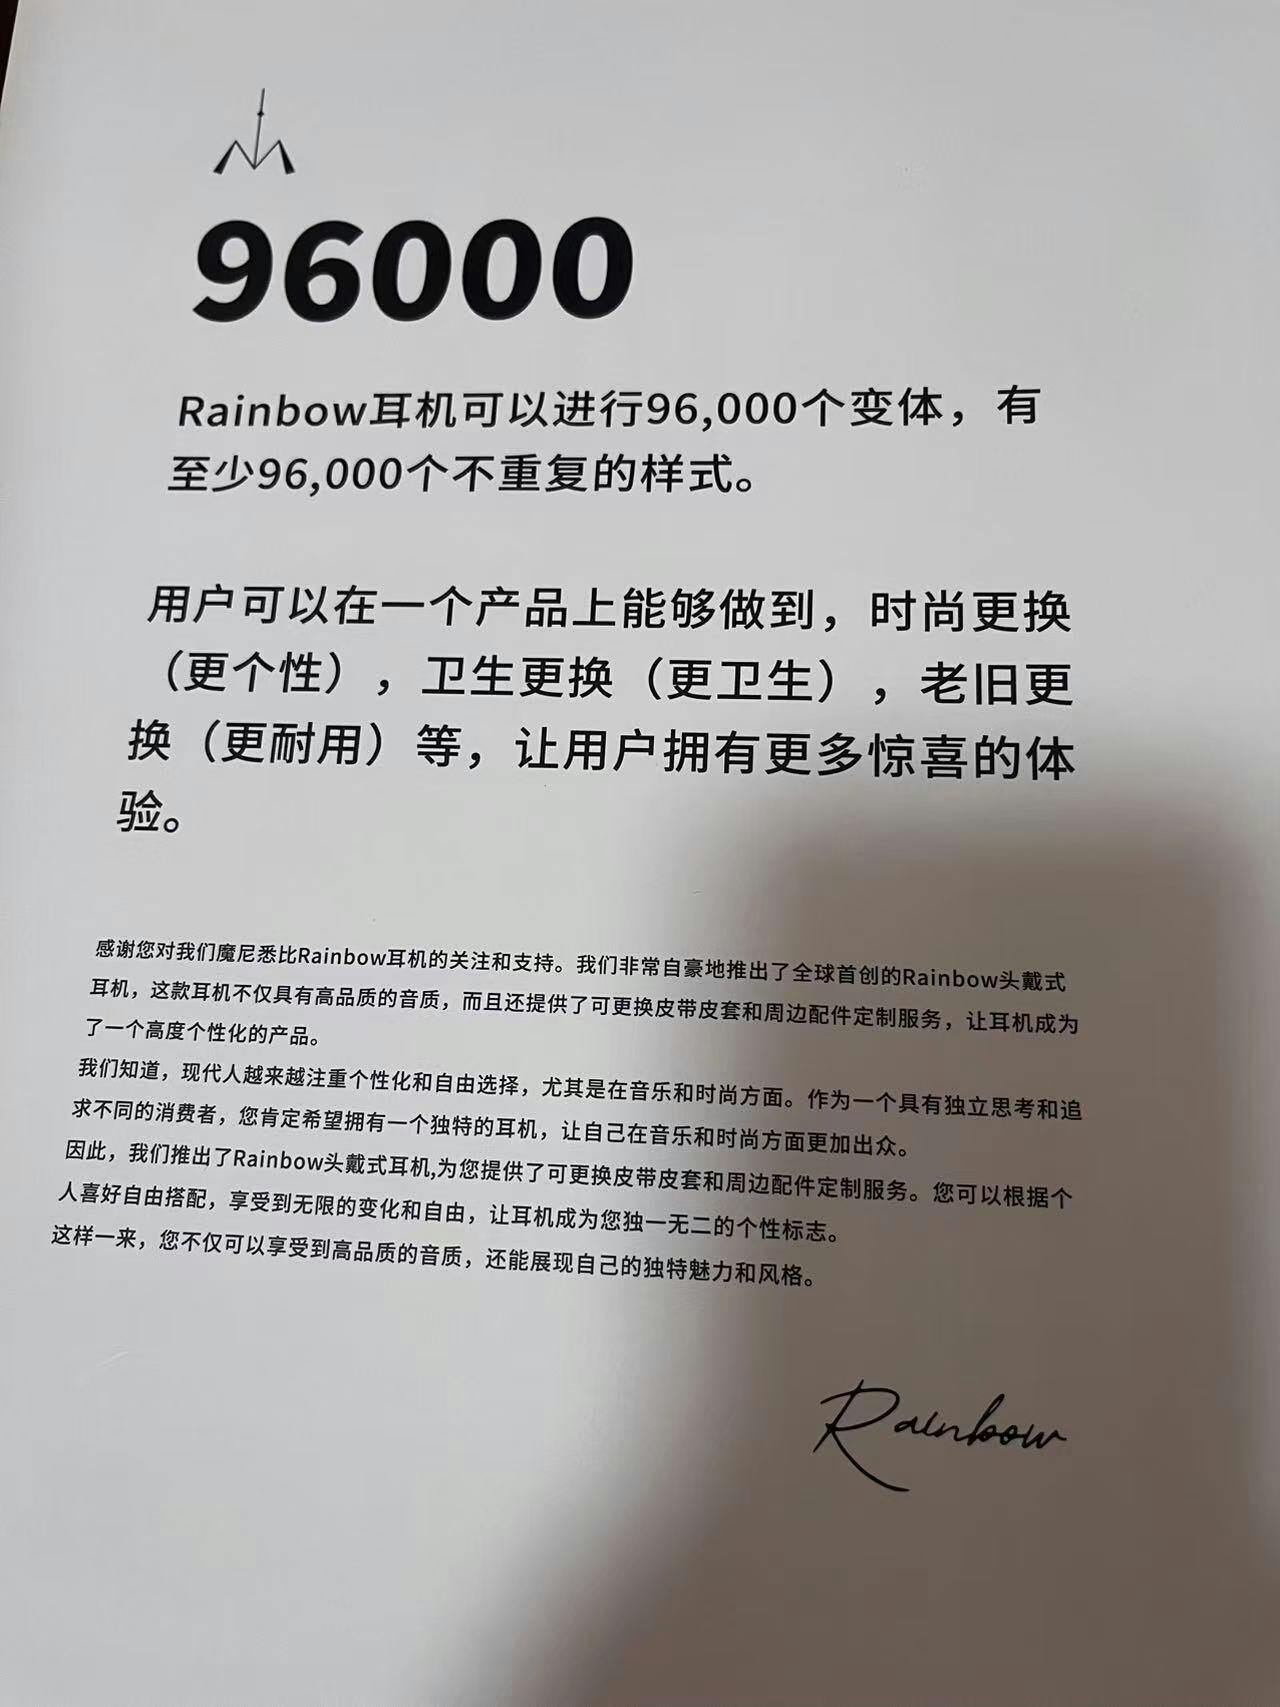 96000
Rainbow耳机可以进行96,000个变体，有
至少96,000个不重复的样式。
用户可以在一个产品上能够做到，时尚更换
（更个性），卫生更换（更卫生），老旧更
换（更耐用）等，让用户拥有更多惊喜的体
验。
感谢您对我们魔尼悉比Rainbow耳机的关注和支持。我们非常自豪地推出了全球首创的Rainbow头戴式
耳机，这款耳机不仅具有高品质的音质，而且还提供了可更换皮带皮套和周边配件定制服务，让耳机成为
了一个高度个性化的产品。
我们知道，现代人越来越注重个性化和自由选择，尤其是在音乐和时尚方面。作为一个具有独立思考和追
求不同的消费者，您肯定希望拥有一个独特的耳机，让自己在音乐和时尚方面更加出众。
因此，我们推出了Rainbow头戴式耳机,为您提供了可更换皮带皮套和周边配件定制服务。您可以根据个
人喜好自由搭配，享受到无限的变化和自由，让耳机成为您独一无二的个性标志。
这样一来，您不仅可以享受到高品质的音质，还能展现自己的独特魅力和风格。
Rainbow